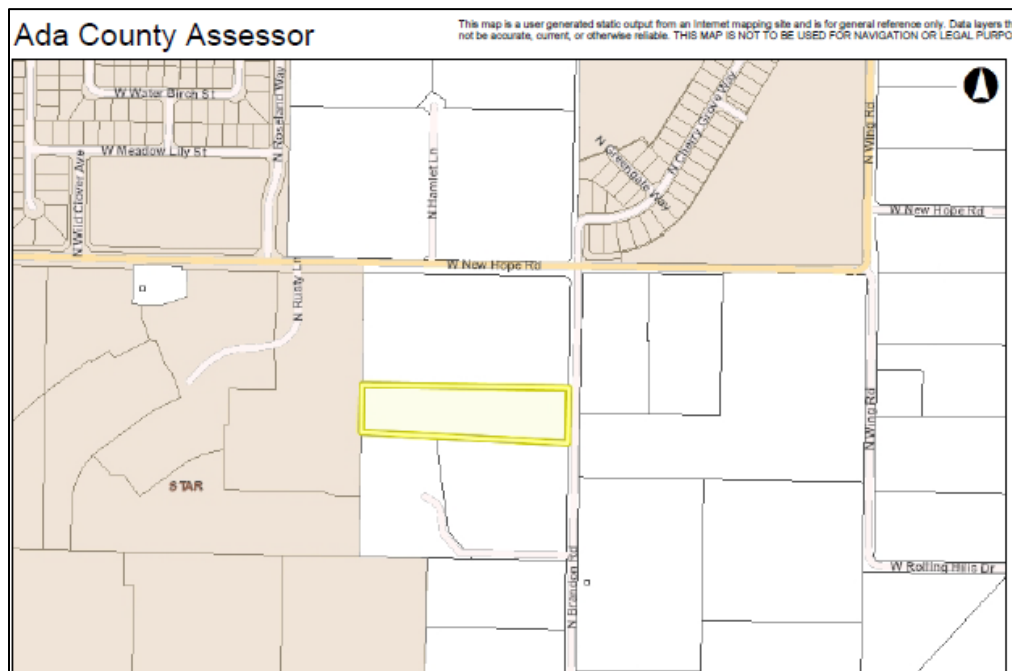 Ada County Assessor
This map is a user generated static output from an Internet mapping site and is for general reference only. Data layers th
not be accurate, current, or otherwise reliable. THIS MAP IS NOT TO BE USED FOR NAVIGATION OR LEGAL PURPO
W Water Birch St
N Roseland Way
W Meadow Lily St
N Wild Clover Ave
N Hamlet Ln
N Greengate Way
N Cherry Grove Way
N Wing Rd
W New Hope Rd
W New Hope Rd
N Rusty Ln
N Wing Rd
STAR
N Brandon Rd
W Rolling Hills Dr